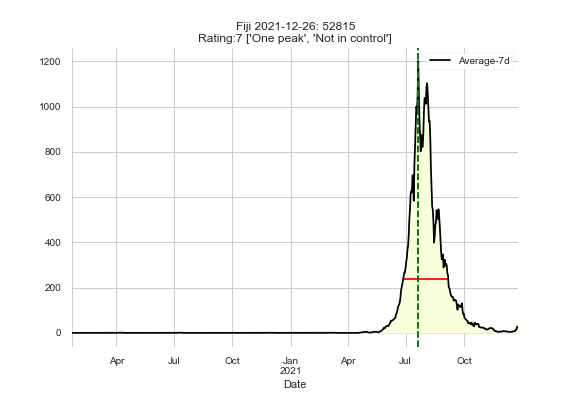 Fiji 2021-12-26: 52815
Rating:7 ['One peak', 'Not in control']
Average-7d
1200
1000
800
600
400
200
0
Apr Jul Oct Jan Apr Jul Oct
2021
Date